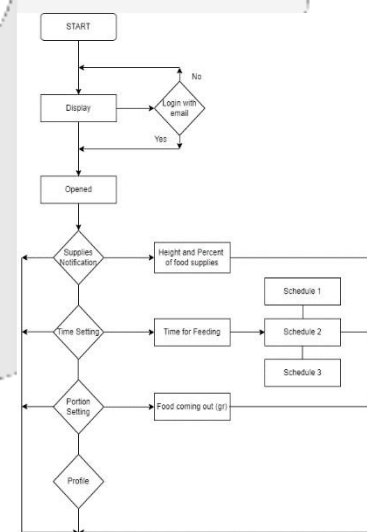 START
No
Display
Login with
email
Yes
Opened
Supplies
Notification
Height and Percent
of food supplies
Schedule 1
Time Setting
Time for Feeding
Schedule 2
Schedule 3
Portion
Setting
Food coming out (gr)
Profile